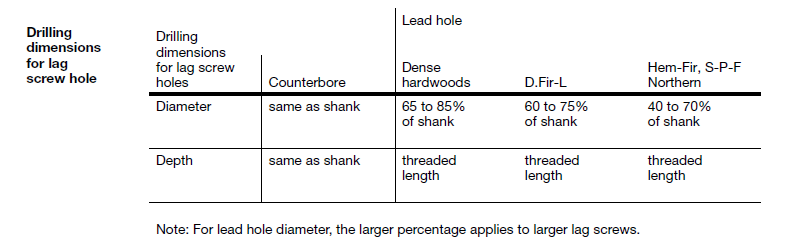 Drilling
dimensions
for lag
screw hole
Lead hole
Drilling
dimensions
for lag screw
holes
Counterbore
Dense
hardwoods
D.Fir-L
Hem-Fir, S-P-F
Northern
Diameter
same as shank
65 to 85%
of shank
60 to 75%
of shank
40 to 70%
of shank
Depth
same as shank
threaded
length
threaded
length
threaded
length
Note: For lead hole diameter, the larger percentage applies to larger lag screws.